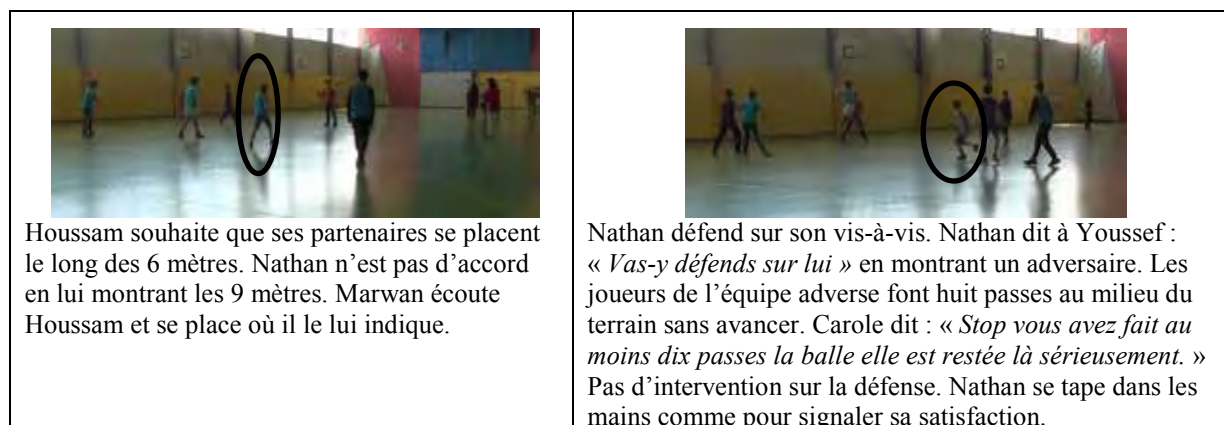 Houssam souhaite que ses partenaires se placent
le long des 6 mètres. Nathan n’est pas d’accord
en lui montrant les 9 mètres. Marwan écoute
Houssam et se place où il le lui indique.
Nathan défend sur son vis-à-vis. Nathan dit à Youssef :
« Vas-y défends sur lui » en montrant un adversaire. Les
joueurs de l’équipe adverse font huit passes au milieu du
terrain sans avancer. Carole dit : « Stop vous avez fait au
moins dix passes la balle elle est restée là sérieusement. »
Pas d’intervention sur la défense. Nathan se tape dans les
mains comme pour signaler sa satisfaction.